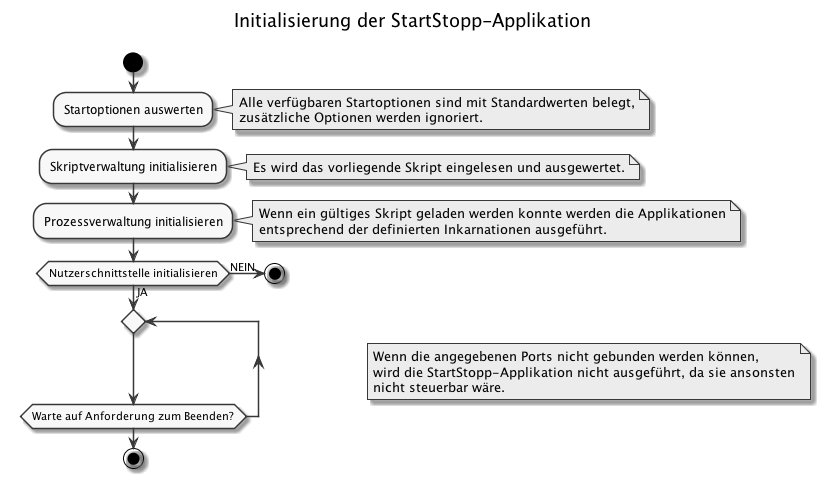 Initialisierung der StartStopp-Applikation
Startoptionen auswerten
Alle verfügbaren Startoptionen sind mit Standardwerten belegt,
zusätzliche Optionen werden ignoriert.
Skriptverwaltung initialisieren
Es wird das vorliegende Skript eingelesen und ausgewertet.
Prozessverwaltung initialisieren
Wenn ein gültiges Skript geladen werden konnte werden die Applikationen
entsprechend der definierten Inkarnationen ausgeführt.
Nutzerschnittstelle initialisieren
NEIN
JA
Wenn die angegebenen Ports nicht gebunden werden können,
wird die StartStopp-Applikation nicht ausgeführt, da sie ansonsten
nicht steuerbar wäre.
Warte auf Anforderung zum Beenden?